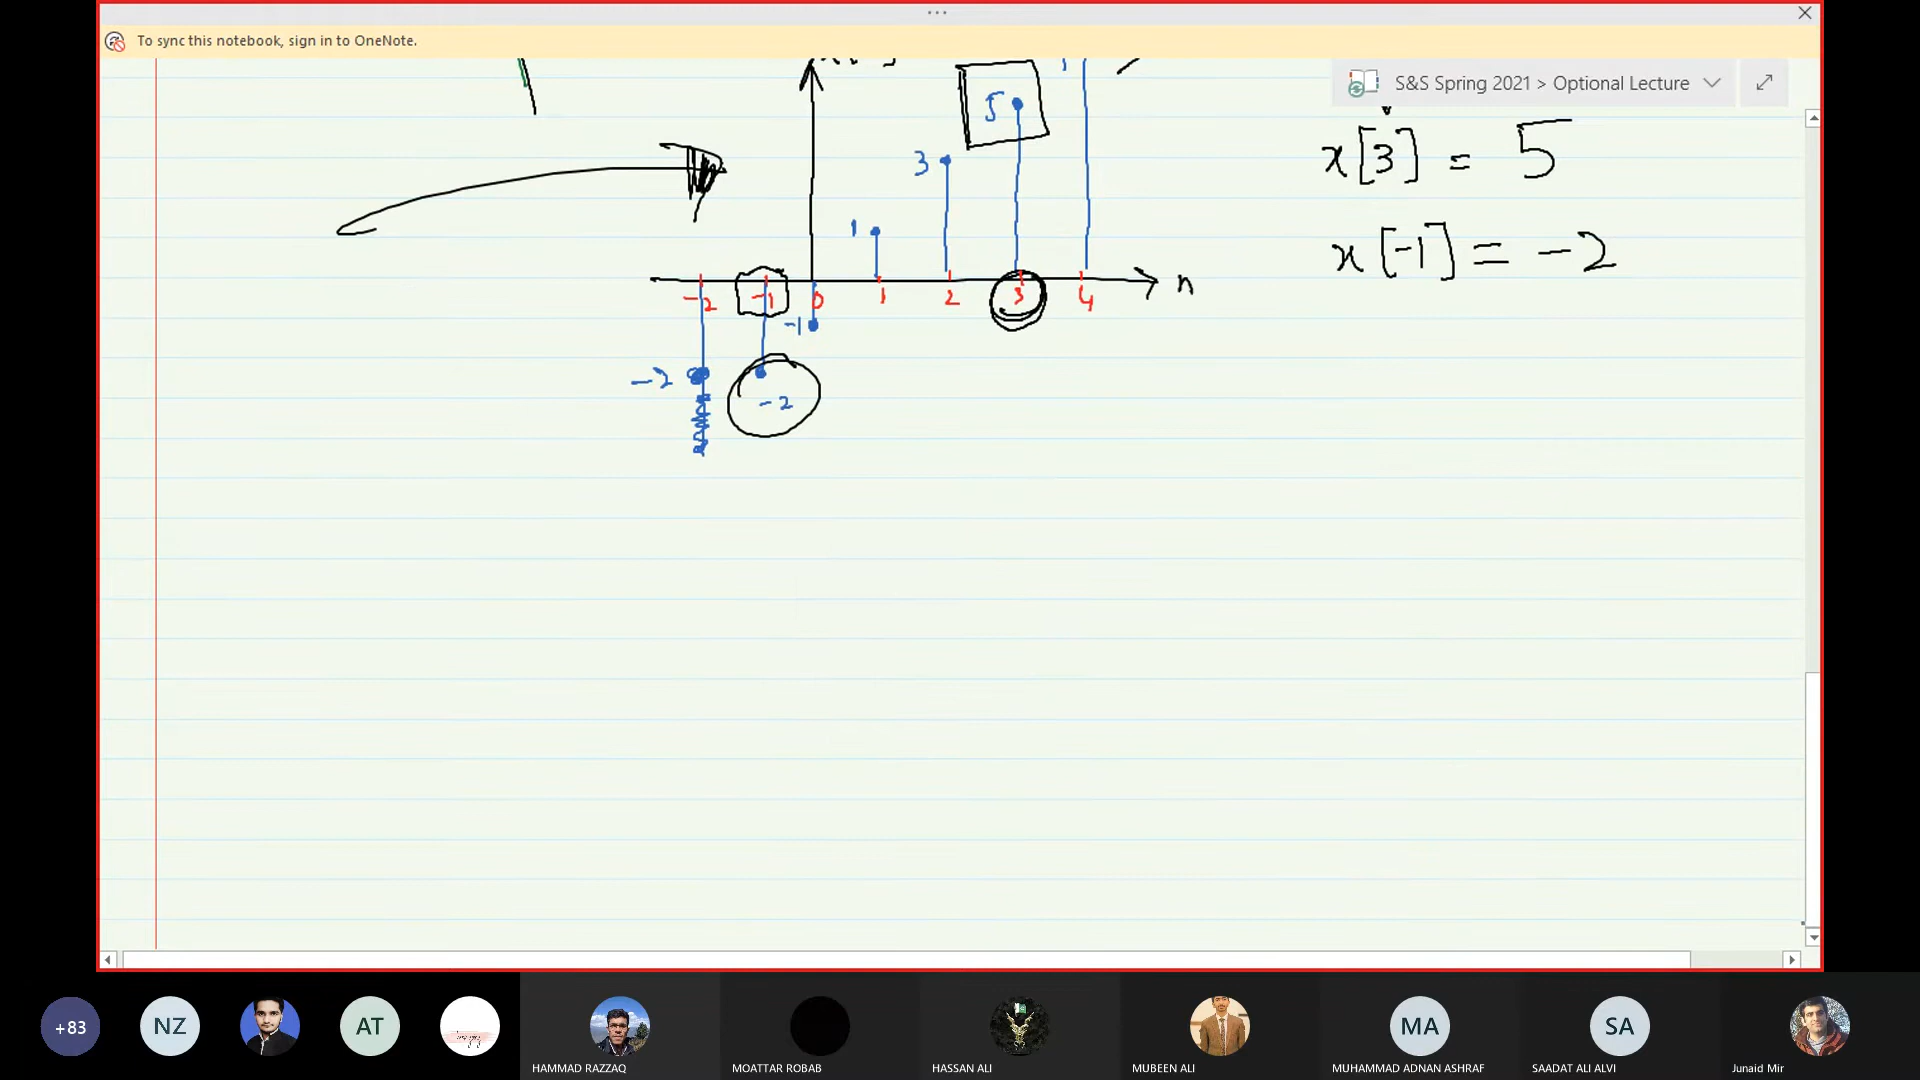 To sync this notebook, sign in to OneNote.
S&S Spring 2021 > Optional Lecture
5
x[3] = 5
3
1
x[-1] = -2
-2 -1 0 1 2 3 4 n
-1
-2
-2
+83
NZ
AT
HAMMAD RAZZAQ
MOATTAR ROBAB
HASSAN ALI
MUBEEN ALI
MA
MUHAMMAD ADNAN ASHRAF
SA
SAADAT ALI ALVI
Junaid Mir